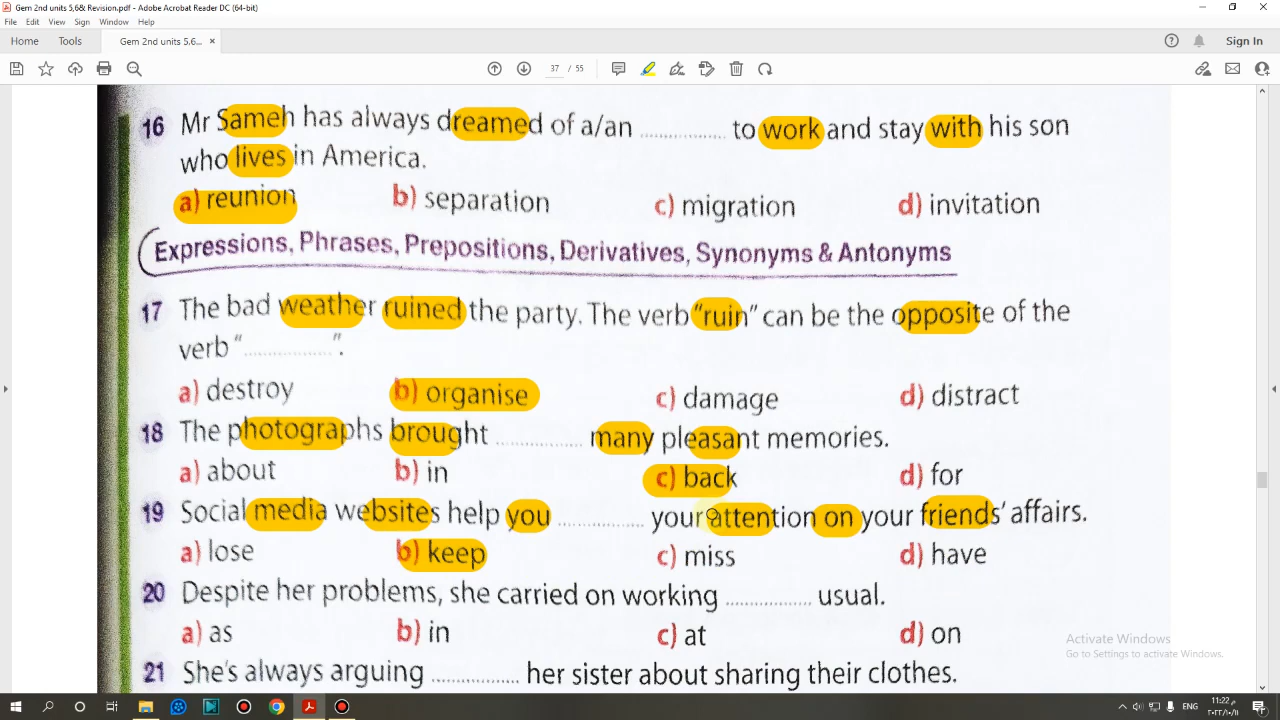 Gem 2nd units 5,6& Revision.pdf - Adobe Acrobat Reader DC (64-bit)
File Edit View Sign Window Help
Home Tools Gem 2nd units 5,6... × Sign In
37 / 55
16 Mr Sameh has always dreamed of a/an .............. to work and stay with his son
who lives in America.
a) reunion b) separation c) migration d) invitation
Expressions, Phrases, Prepositions, Derivatives, Synonyms & Antonyms
17 The bad weather ruined the party. The verb "ruin" can be the opposite of the
verb "..............".
a) destroy b) organise c) damage d) distract
18 The photographs brought .............. many pleasant memories.
a) about b) in c) back d) for
19 Social media websites help you .............. your attention on your friends' affairs.
a) lose b) keep c) miss d) have
20 Despite her problems, she carried on working .............. usual.
a) as b) in c) at d) on
21 She's always arguing .............. her sister about sharing their clothes.
Activate Windows
Go to Settings to activate Windows.
ENG
11:22 م